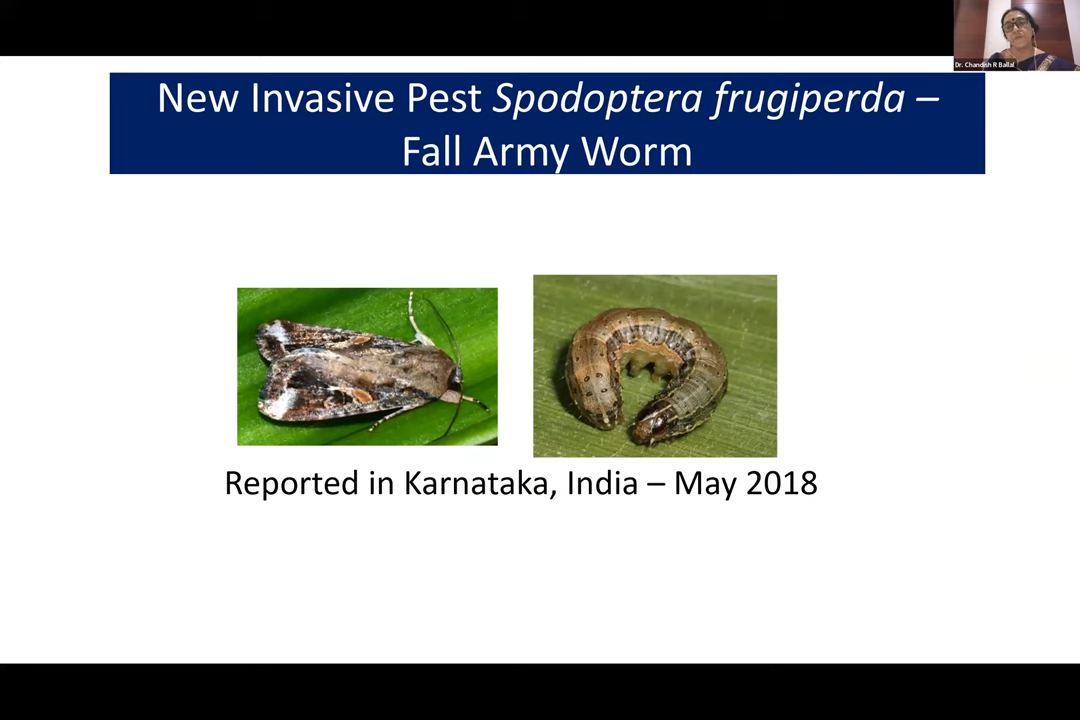 Dr. Chandish R Ballal
New Invasive Pest Spodoptera frugiperda –
Fall Army Worm
Reported in Karnataka, India – May 2018